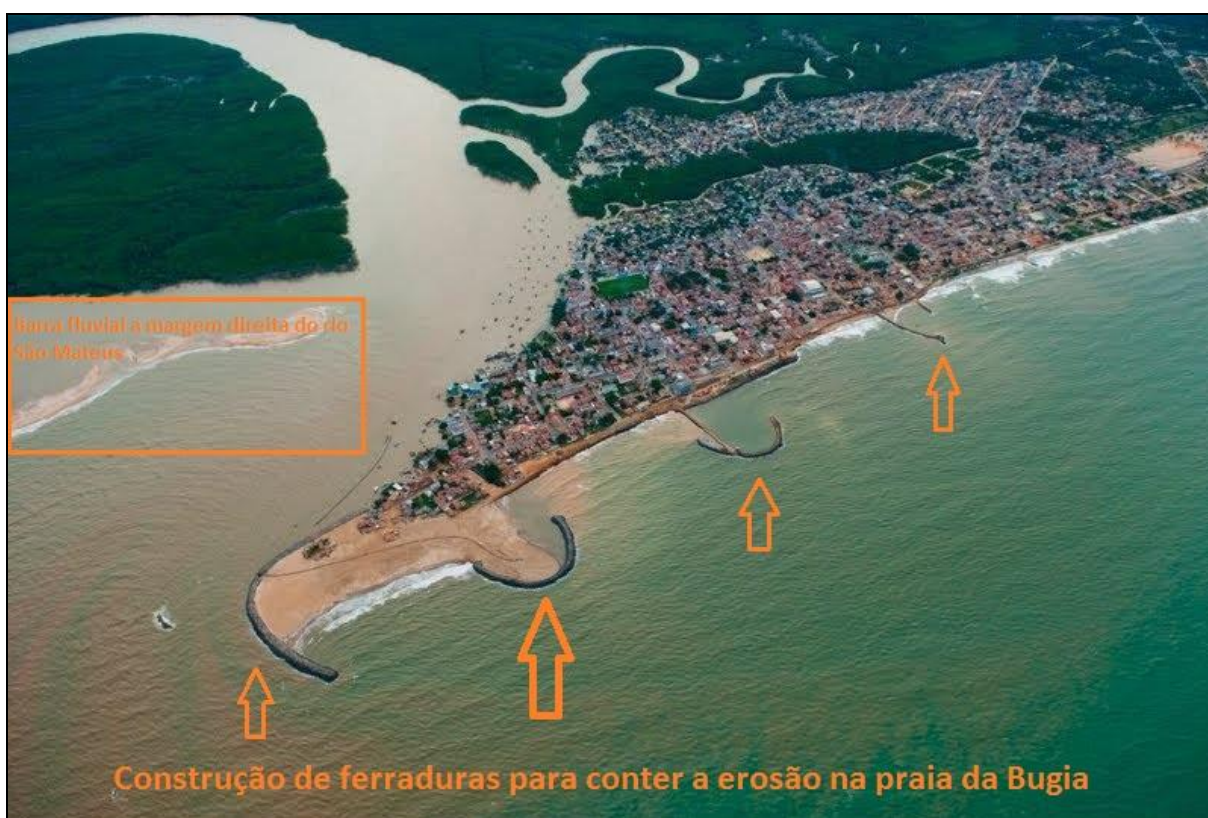 Barra fluvial a margem direita do rio
São Mateus
Construção de ferraduras para conter a erosão na praia da Bugia